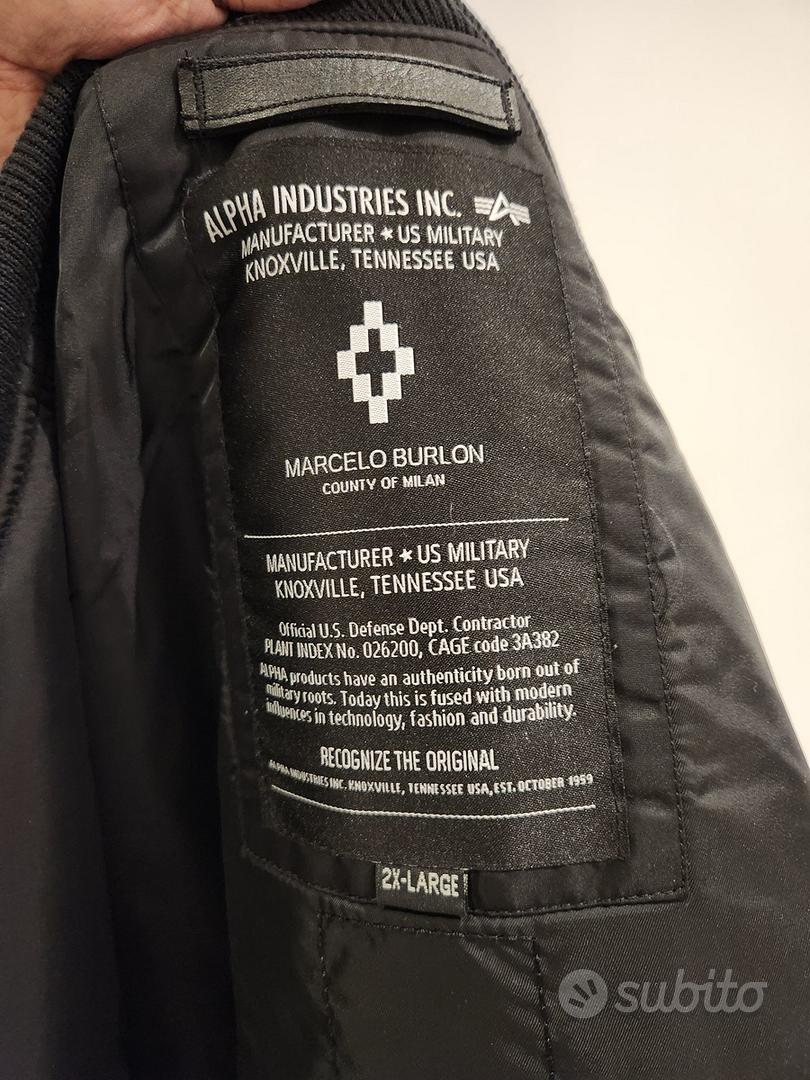 ALPHA INDUSTRIES INC.
MANUFACTURER ★ US MILITARY
KNOXVILLE, TENNESSEE USA
MARCELO BURLON
COUNTY OF MILAN
MANUFACTURER ★ US MILITARY
KNOXVILLE, TENNESSEE USA
Official U.S. Defense Dept. Contractor
PLANT INDEX No. 026200, CAGE code 3A382
ALPHA products have an authenticity born out of
military roots. Today this is fused with modern
influences in technology, fashion and durability.
RECOGNIZE THE ORIGINAL
ALPHA INDUSTRIES INC. KNOXVILLE, TENNESSEE USA, EST. OCTOBER 1959
2X-LARGE
subito